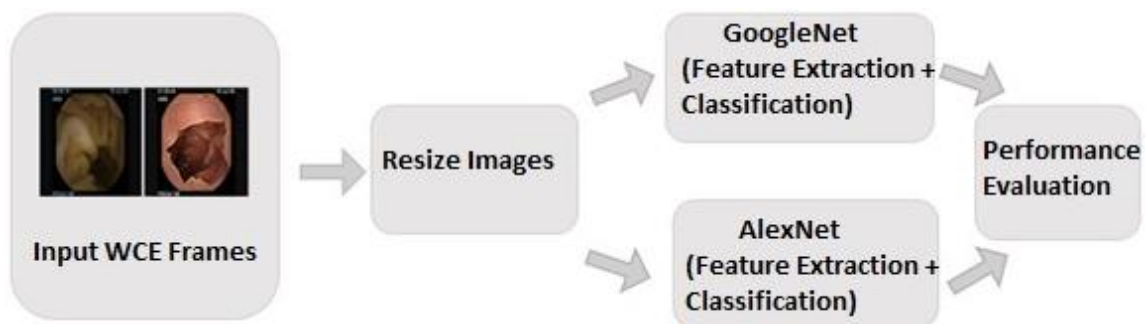 Input WCE Frames
Resize Images
GoogleNet
(Feature Extraction +
Classification)
AlexNet
(Feature Extraction +
Classification)
Performance
Evaluation